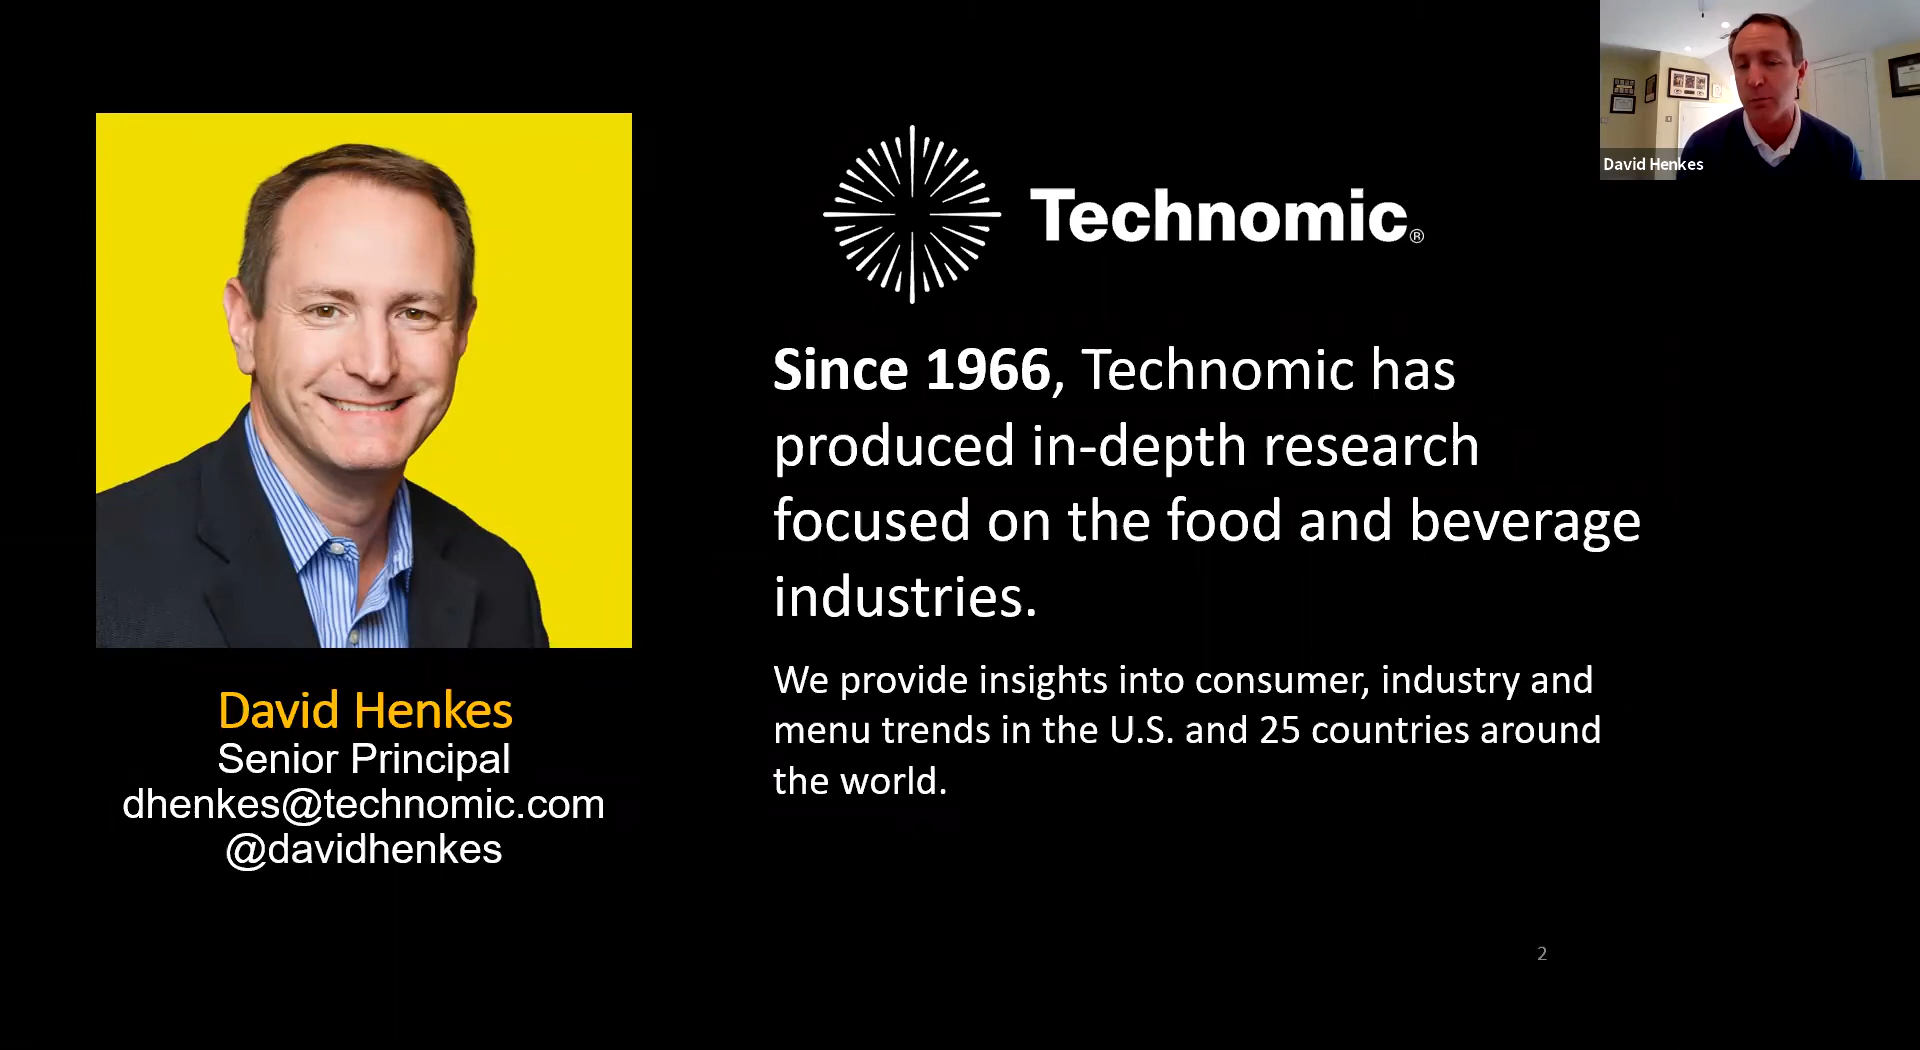 David Henkes
Technomic®
Since 1966, Technomic has
produced in-depth research
focused on the food and beverage
industries.
We provide insights into consumer, industry and
menu trends in the U.S. and 25 countries around
the world.
David Henkes
Senior Principal
dhenkes@technomic.com
@davidhenkes
2